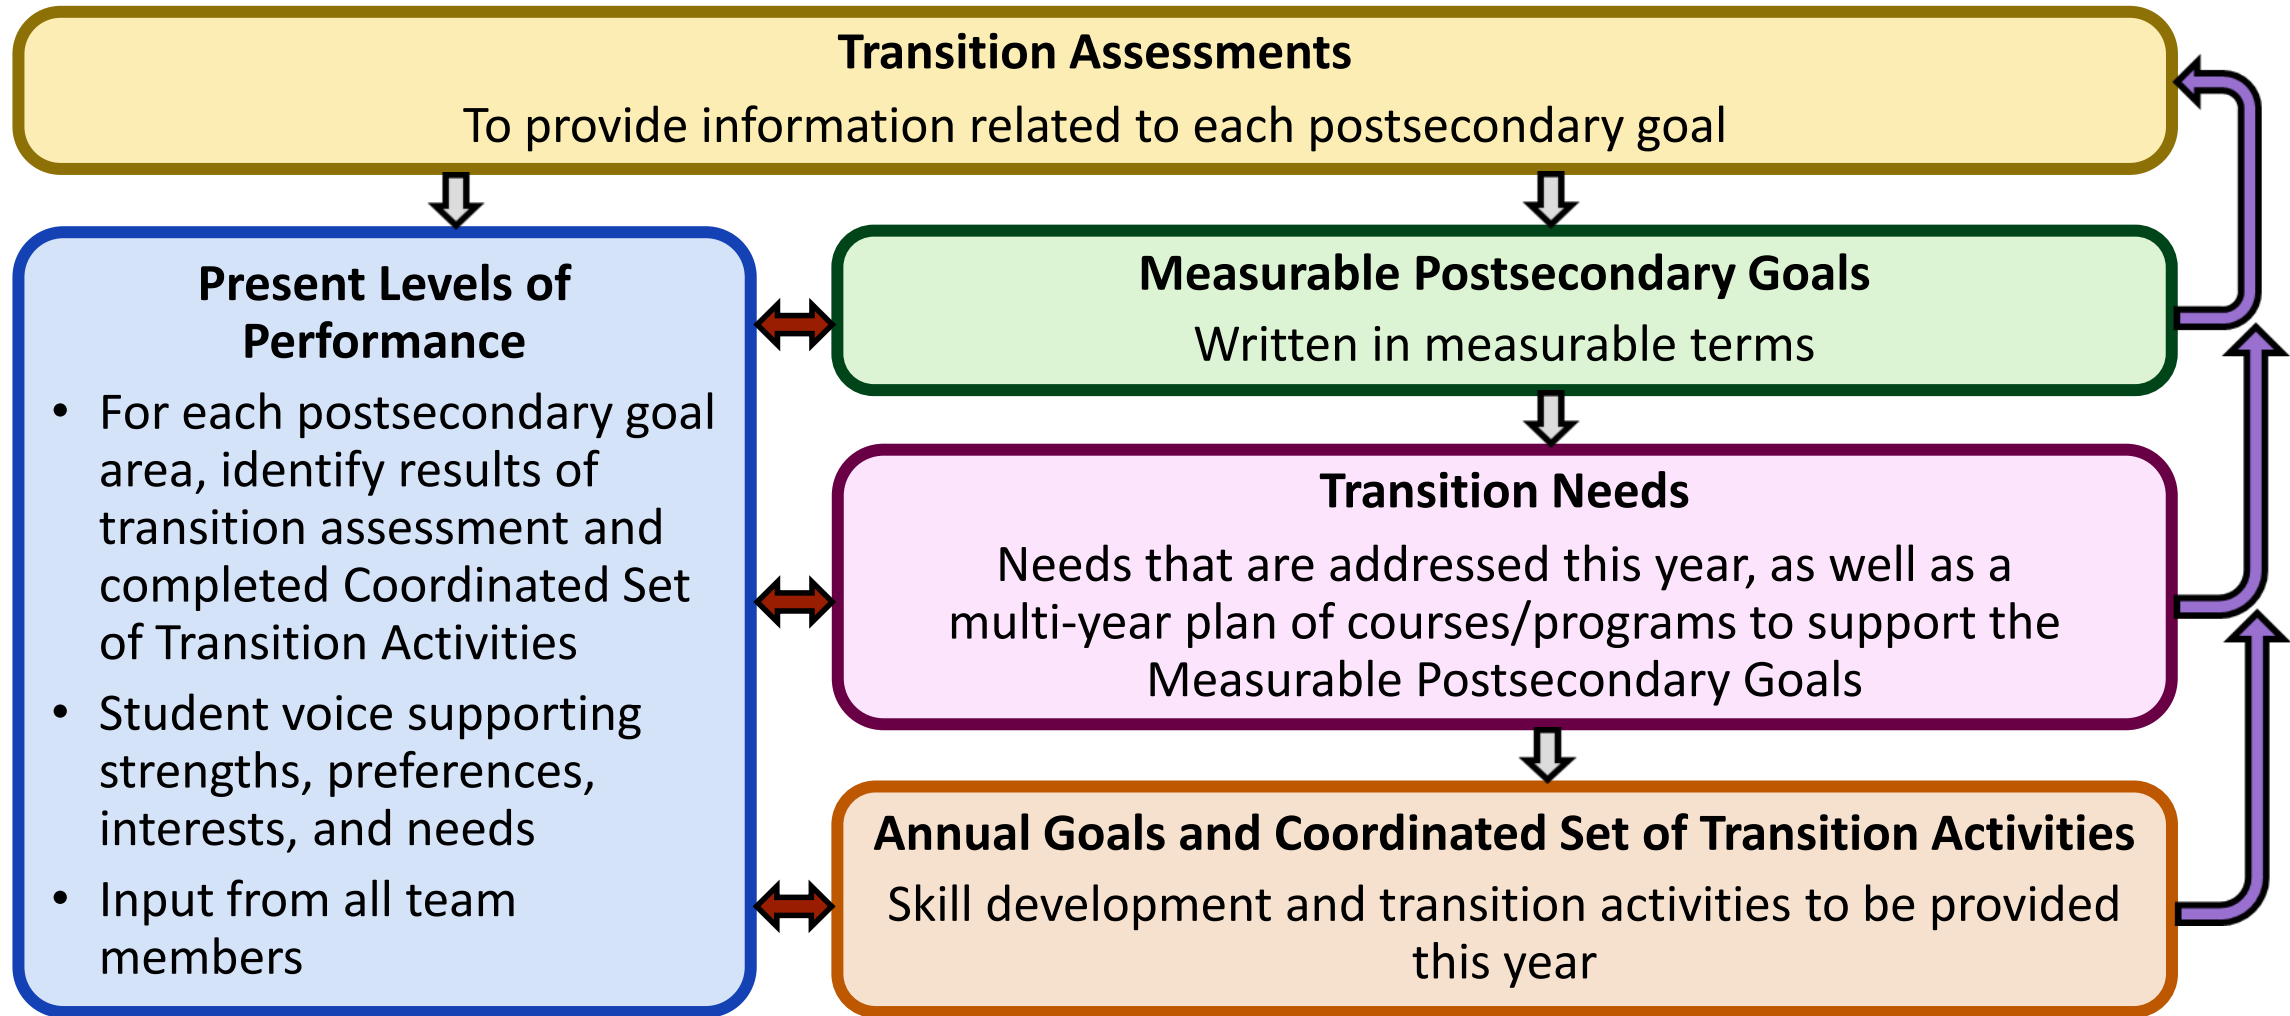 Transition Assessments
To provide information related to each postsecondary goal
Present Levels of
Performance
• For each postsecondary goal
area, identify results of
transition assessment and
completed Coordinated Set
of Transition Activities
• Student voice supporting
strengths, preferences,
interests, and needs
• Input from all team
members
Measurable Postsecondary Goals
Written in measurable terms
Transition Needs
Needs that are addressed this year, as well as a
multi-year plan of courses/programs to support the
Measurable Postsecondary Goals
Annual Goals and Coordinated Set of Transition Activities
Skill development and transition activities to be provided
this year